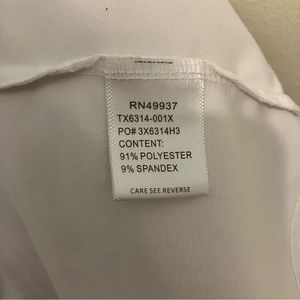 RN49937
TX6314-001X
PO# 3X6314H3
CONTENT:
91% POLYESTER
9% SPANDEX
CARE SEE REVERSE